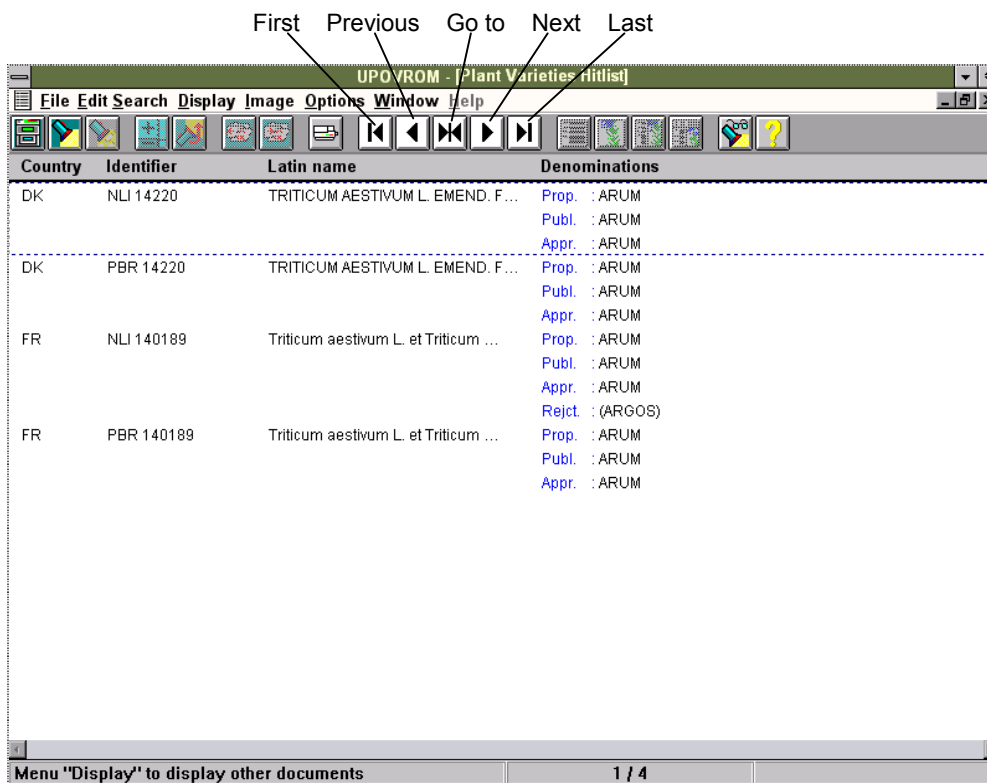 First Previous Go to Next Last
UPOVROM - [Plant Varieties Hitlist]
File Edit Search Display Image Options Window Help
Country Identifier Latin name Denominations
DK NLI 14220 TRITICUM AESTIVUM L. EMEND. F... Prop. : ARUM
Publ. : ARUM
Appr. : ARUM
DK PBR 14220 TRITICUM AESTIVUM L. EMEND. F... Prop. : ARUM
Publ. : ARUM
Appr. : ARUM
FR NLI 140189 Triticum aestivum L. et Triticum ... Prop. : ARUM
Publ. : ARUM
Appr. : ARUM
Rejct. : (ARGOS)
FR PBR 140189 Triticum aestivum L. et Triticum ... Prop. : ARUM
Publ. : ARUM
Appr. : ARUM
Menu "Display" to display other documents 1 / 4